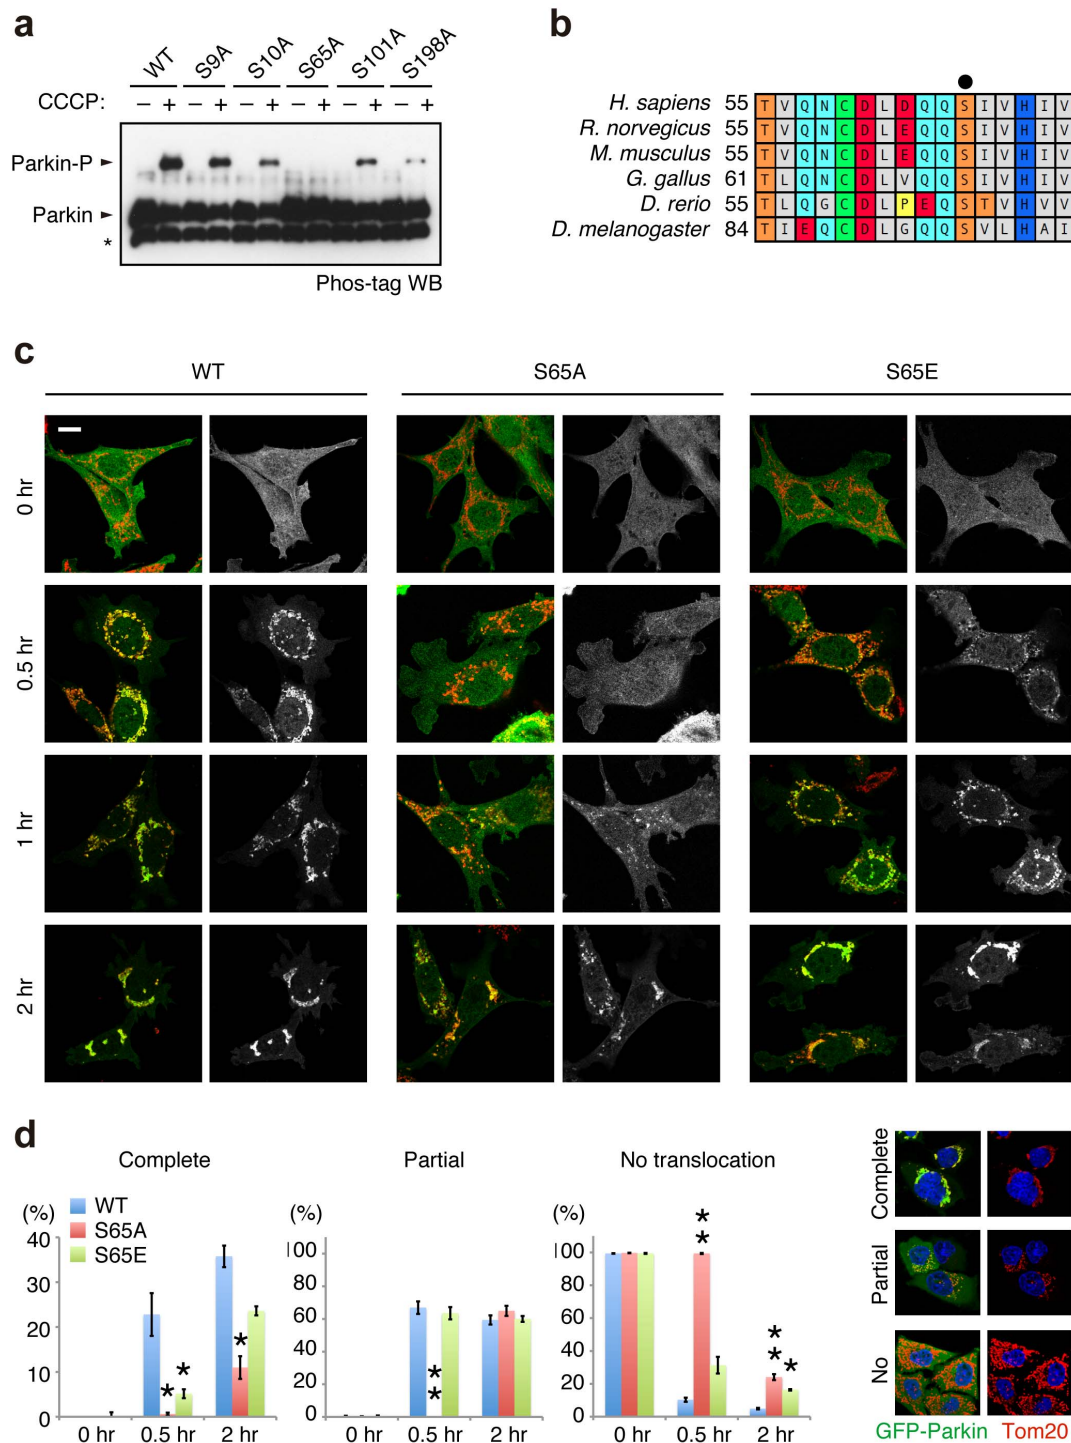 a
WT S9A S10A S65A S101A S198A
CCCP: – + – + – + – + – + – +
Parkin-P
Parkin
*
Phos-tag WB
b
H. sapiens 55 T V Q N C D L D Q Q S I V H I V
R. norvegicus 55 T V Q N C D L E Q Q S I V H I V
M. musculus 55 T V Q N C D L E Q Q S I V H I V
G. gallus 61 T L Q N C D L V Q Q S I V H I V
D. rerio 55 T L Q G C D L P E Q S T V H V V
D. melanogaster 84 T I E Q C D L G Q Q S V L H A I
c
WT S65A S65E
0 hr
0.5 hr
1 hr
2 hr
d
Complete
(%)
WT
S65A
S65E
40
30
20
10
0
0 hr 0.5 hr 2 hr
* * *
Partial
(%)
100
80
60
40
20
0
0 hr 0.5 hr 2 hr
* *
No translocation
(%)
100
80
60
40
20
0
0 hr 0.5 hr 2 hr
* * * * *
Complete
Partial
No
GFP-Parkin Tom20